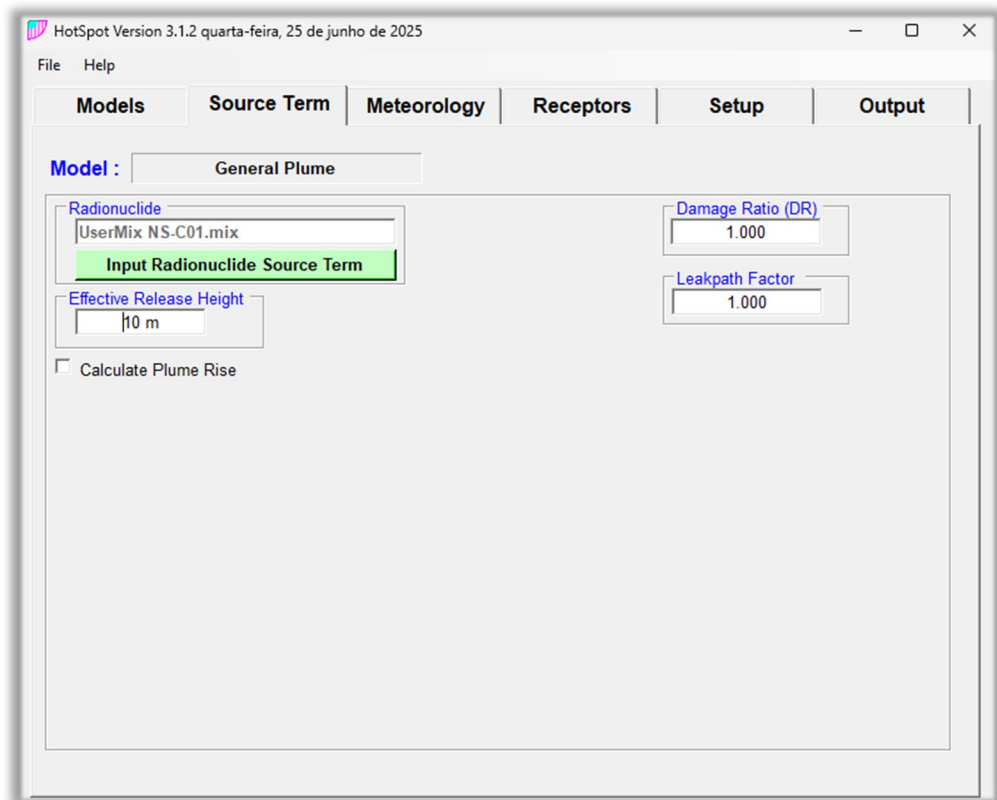 HotSpot Version 3.1.2 quarta-feira, 25 de junho de 2025
File Help
Models Source Term Meteorology Receptors Setup Output
Model : General Plume
Radionuclide
UserMix NS-C01.mix
Input Radionuclide Source Term
Effective Release Height
10 m
Calculate Plume Rise
Damage Ratio (DR)
1.000
Leakpath Factor
1.000